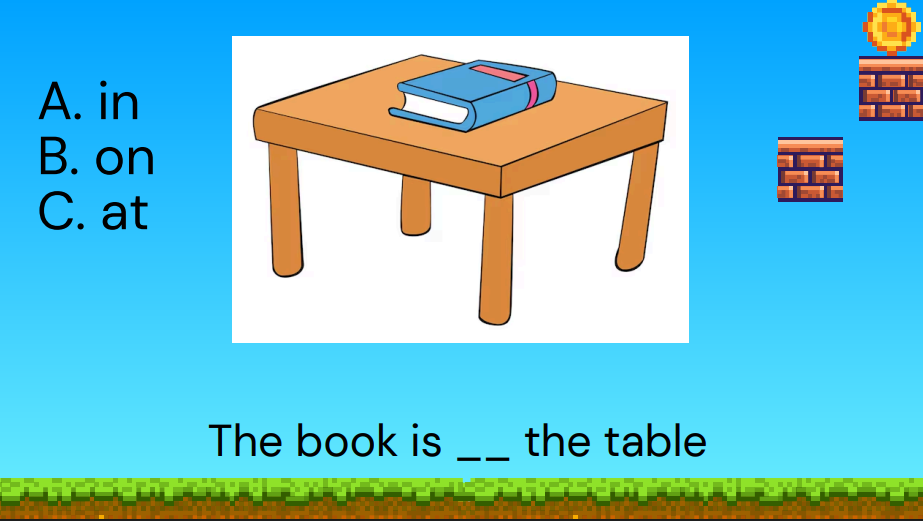 A. in
B. on
C. at
The book is __ the table